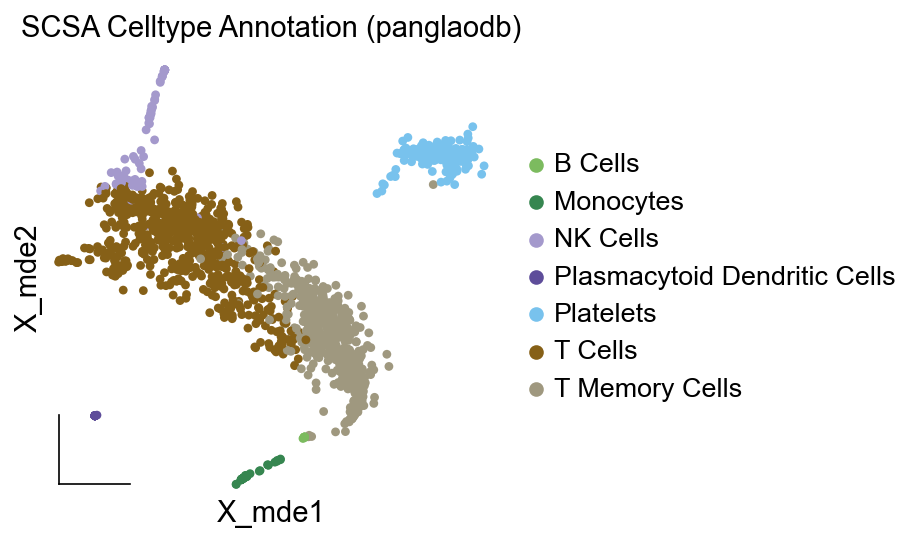 SCSA Celltype Annotation (panglaodb)
B Cells
Monocytes
NK Cells
Plasmacytoid Dendritic Cells
Platelets
T Cells
T Memory Cells
X_mde2
X_mde1